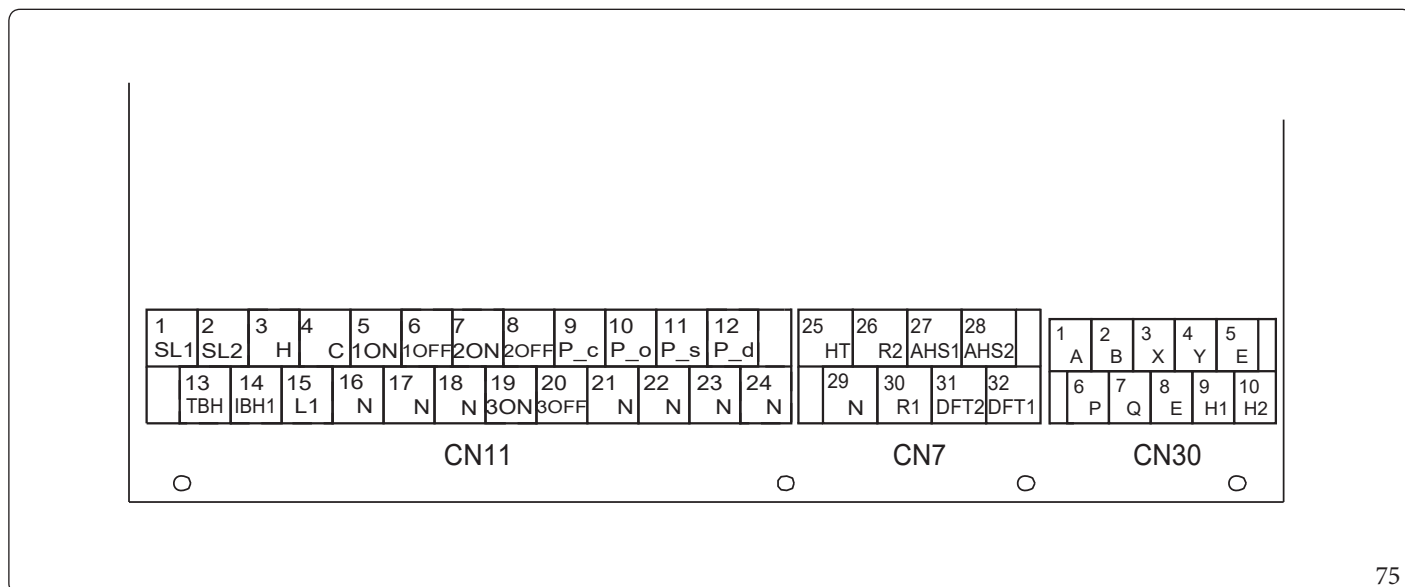 1 2 3 4 5 6 7 8 9 10 11 12
SL1 SL2 H C 1ON 1OFF 2ON 2OFF P_c P_o P_s P_d
13 14 15 16 17 18 19 20 21 22 23 24
TBH IBH1 L1 N N N 3ON 3OFF N N N N
CN11
25 26 27 28
HT R2 AHS1 AHS2
29 30 31 32
N R1 DFT2 DFT1
CN7
1 2 3 4 5
A B X Y E
6 7 8 9 10
P Q E H1 H2
CN30
75